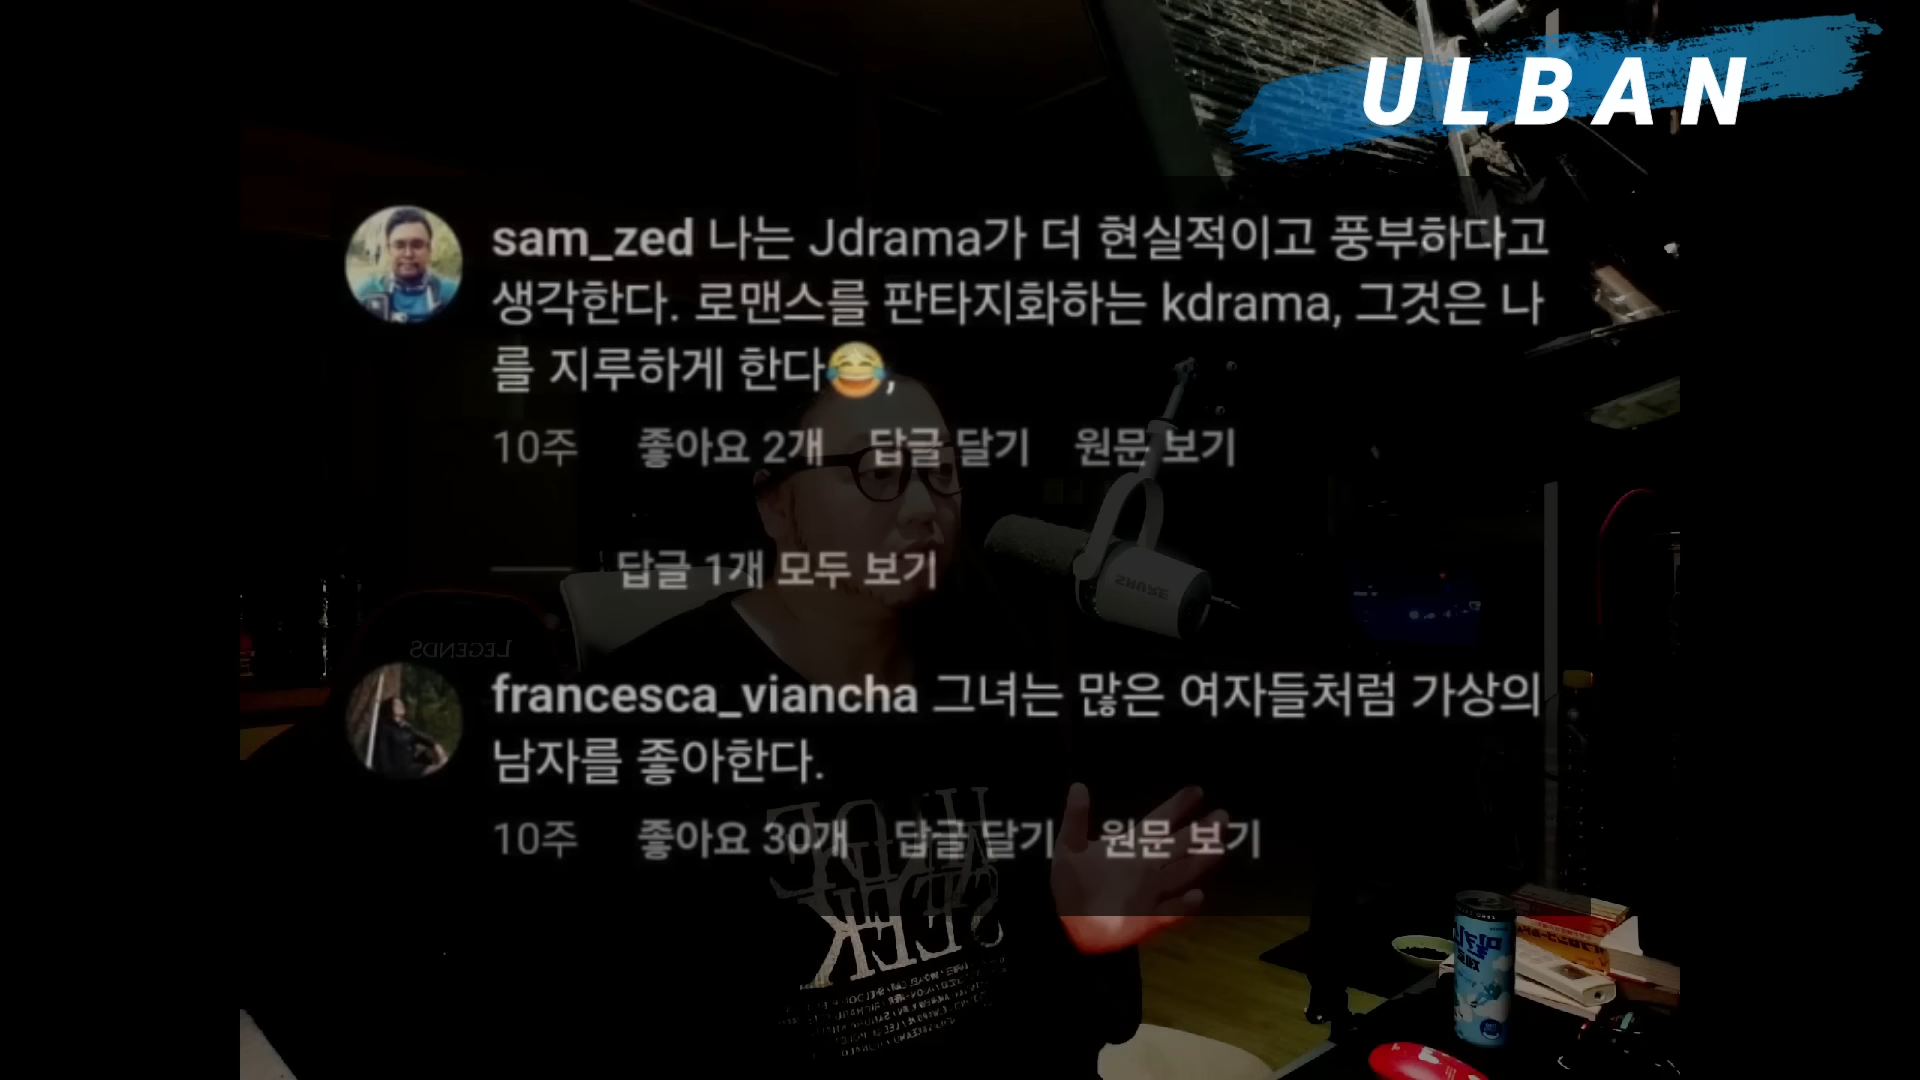 ULBAN
sam_zed 나는 Jdrama가 더 현실적이고 풍부하다고
생각한다. 로맨스를 판타지화하는 kdrama, 그것은 나
를 지루하게 한다😂,
10주 좋아요 2개 답글 달기 원문 보기
답글 1개 모두 보기
LEGENDS
SHURE
francesca_viancha 그녀는 많은 여자들처럼 가상의
남자를 좋아한다.
10주 좋아요 30개 답글 달기 원문 보기
SEEK
밀키스